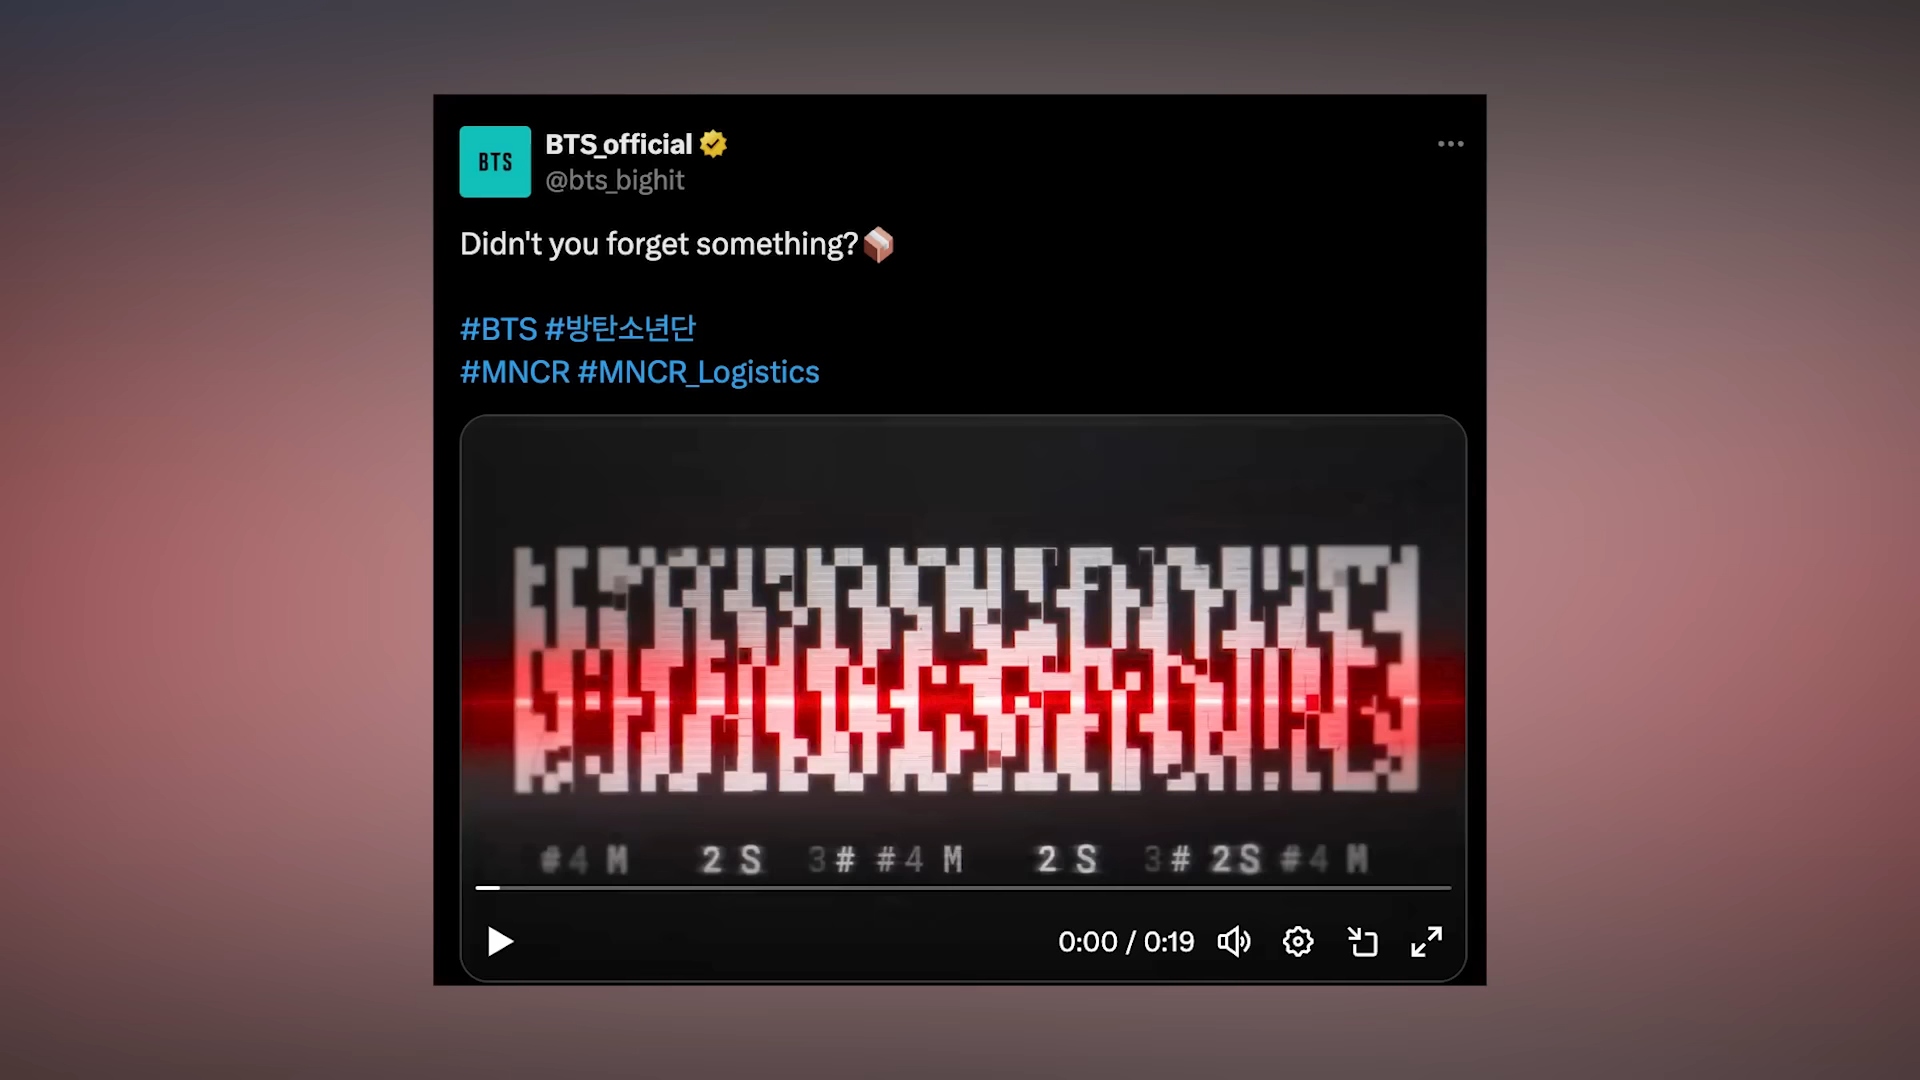 BTS
BTS_official
@bts_bighit
Didn't you forget something?📦
#BTS #방탄소년단
#MNCR #MNCR_Logistics
#4 M 2 S 3# #4 M 2 S 3# 2S #4 M
0:00 / 0:19